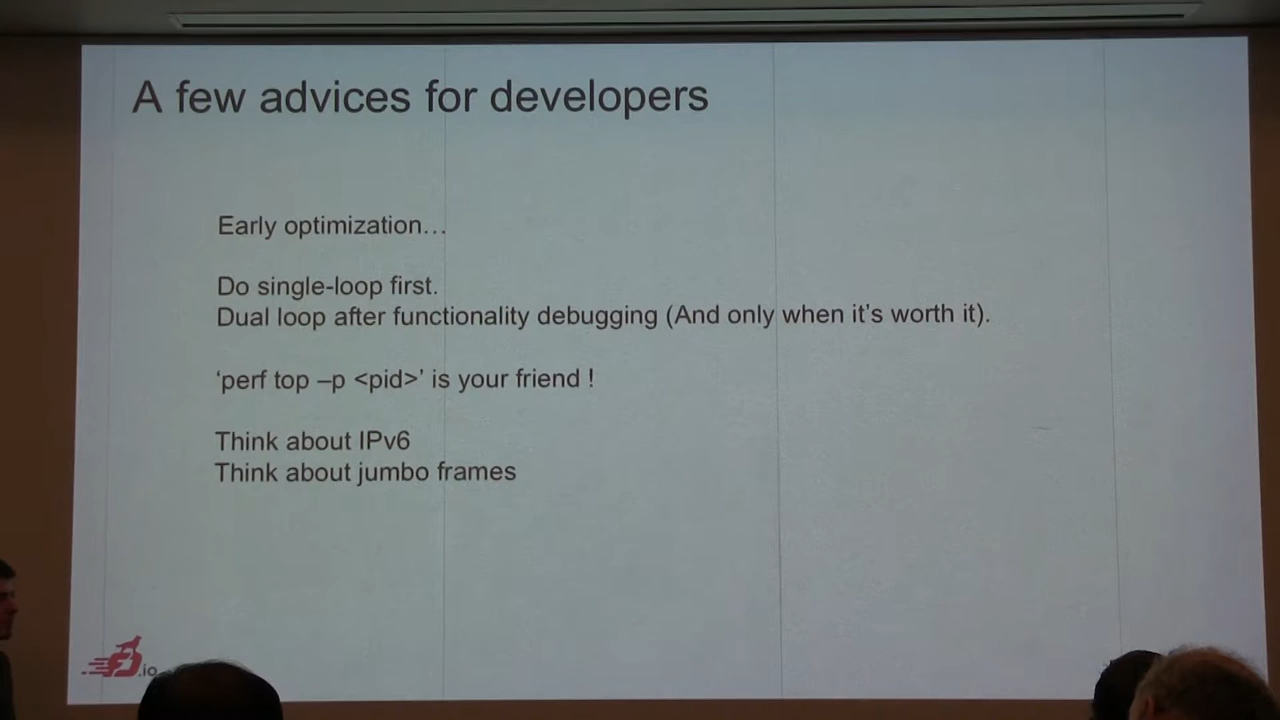 A few advices for developers
Early optimization…
Do single-loop first.
Dual loop after functionality debugging (And only when it’s worth it).
‘perf top –p <pid>’ is your friend !
Think about IPv6
Think about jumbo frames
.io